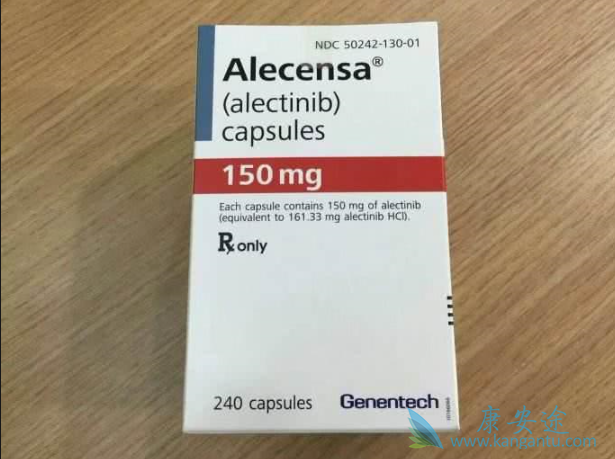 NDC 50242-130-01
Alecensa®
(alectinib)
capsules
150 mg
Each capsule contains 150 mg of alectinib
(equivalent to 161.33 mg alectinib HCl).
Rx only
240 capsules
Genentech
康安途
www.kangantu.com